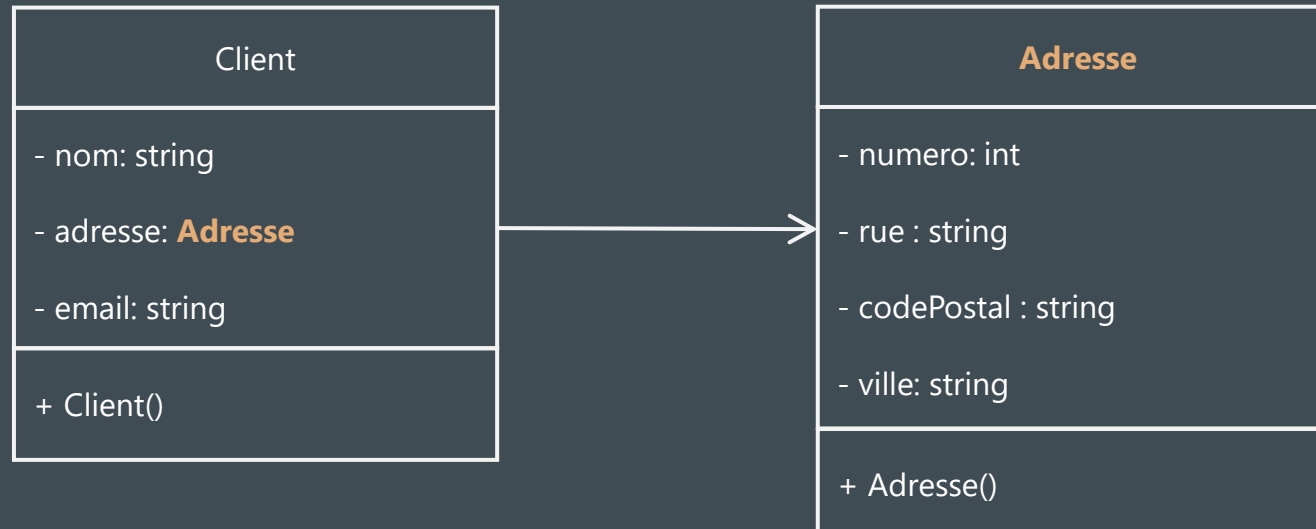 Client
- nom: string
- adresse: Adresse
- email: string
+ Client()
Adresse
- numero: int
- rue : string
- codePostal : string
- ville: string
+ Adresse()